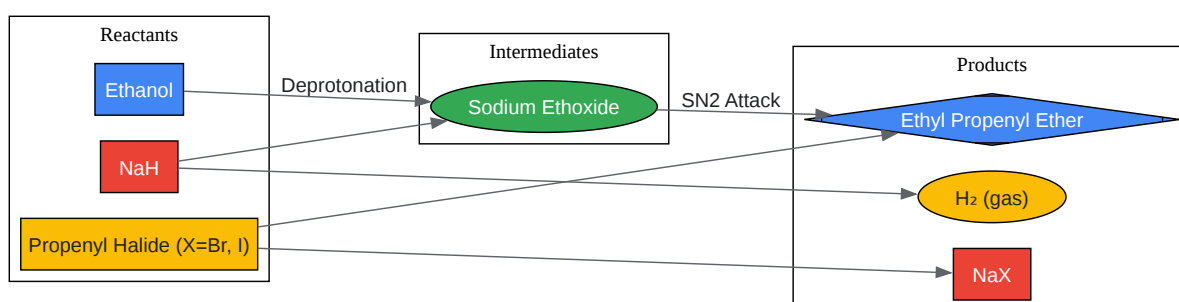 Reactants
Ethanol
NaH
Propenyl Halide (X=Br, I)
Deprotonation
Intermediates
Sodium Ethoxide
SN2 Attack
Products
Ethyl Propenyl Ether
H₂ (gas)
NaX